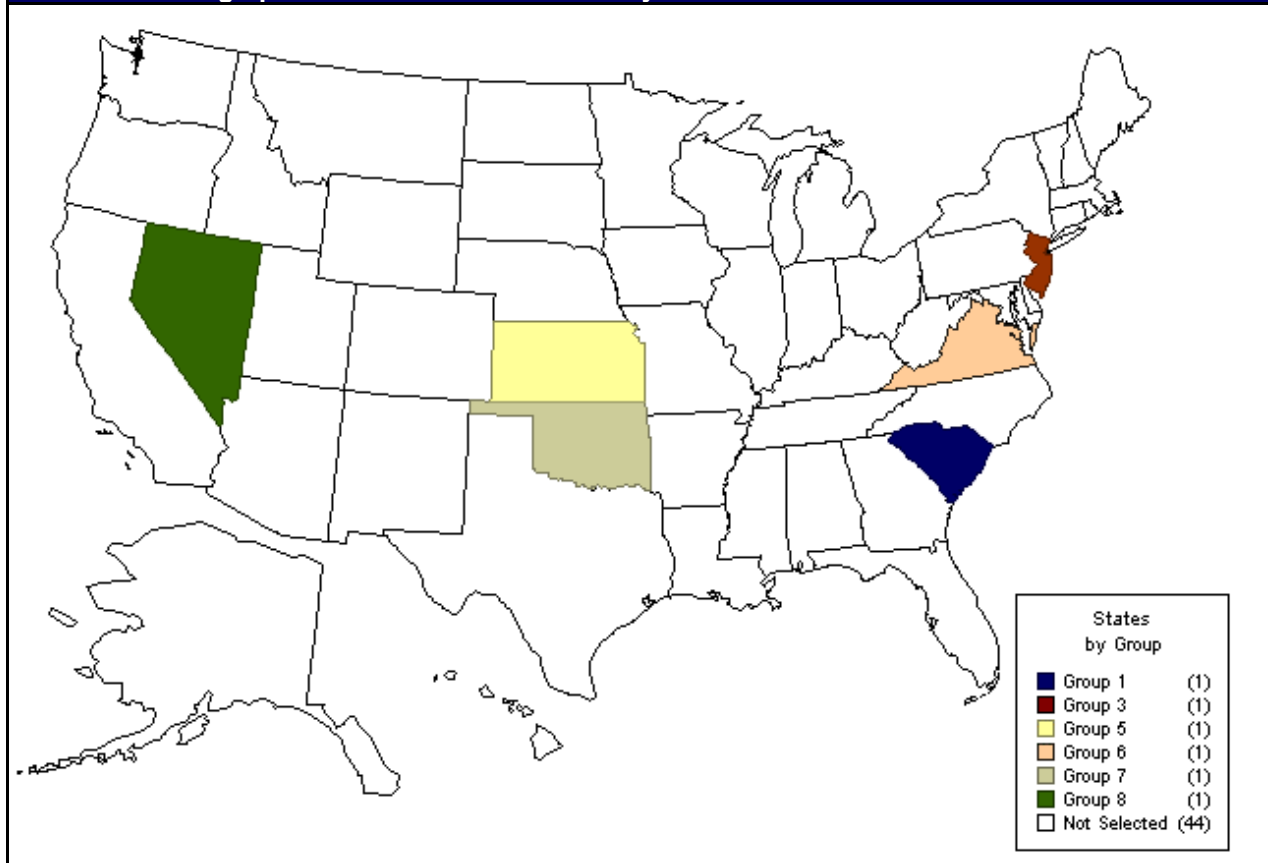 States
by Group
Group 1 (1)
Group 3 (1)
Group 5 (1)
Group 6 (1)
Group 7 (1)
Group 8 (1)
Not Selected (44)